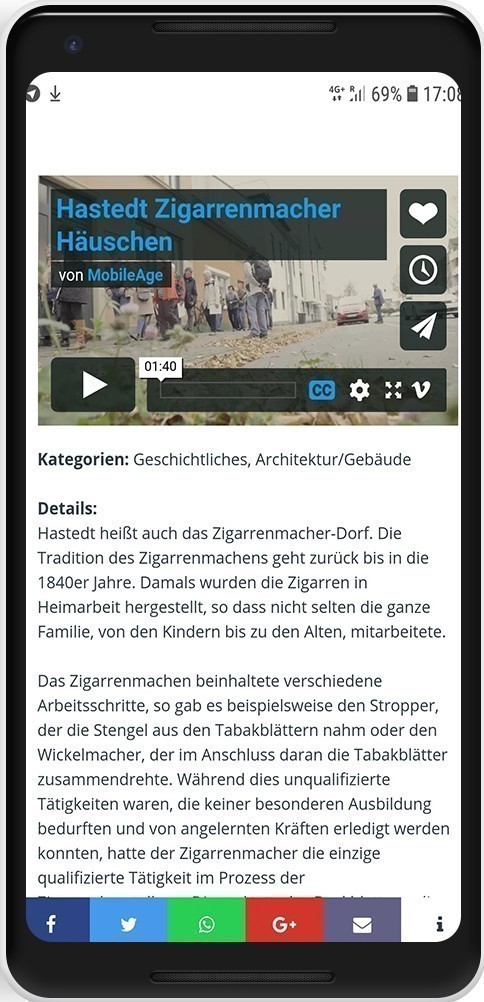 4G+ R 69% 17:08
Hastedt Zigarrenmacher
Häuschen
von MobileAge
01:40
CC
Kategorien: Geschichtliches, Architektur/Gebäude
Details:
Hastedt heißt auch das Zigarrenmacher-Dorf. Die
Tradition des Zigarrenmachens geht zurück bis in die
1840er Jahre. Damals wurden die Zigarren in
Heimarbeit hergestellt, so dass nicht selten die ganze
Familie, von den Kindern bis zu den Alten, mitarbeitete.
Das Zigarrenmachen beinhaltete verschiedene
Arbeitsschritte, so gab es beispielsweise den Stropper,
der die Stengel aus den Tabakblättern nahm oder den
Wickelmacher, der im Anschluss daran die Tabakblätter
zusammendrehte. Während dies unqualifizierte
Tätigkeiten waren, die keiner besonderen Ausbildung
bedurften und von angelernten Kräften erledigt werden
konnten, hatte der Zigarrenmacher die einzige
qualifizierte Tätigkeit im Prozess der
G+